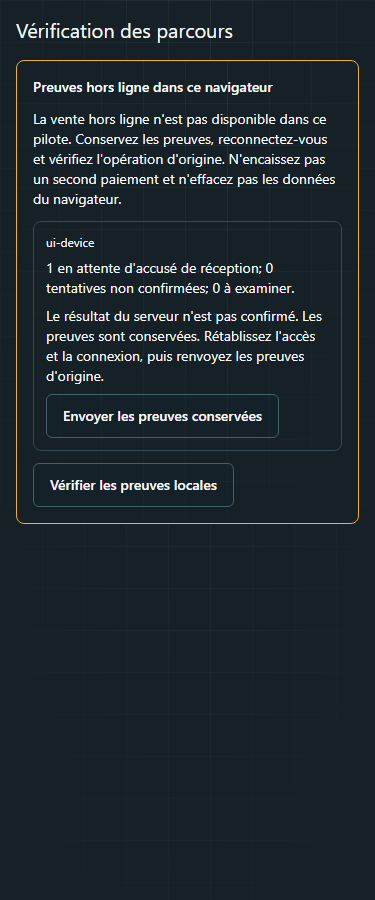 Vérification des parcours
Preuves hors ligne dans ce navigateur
La vente hors ligne n'est pas disponible dans ce
pilote. Conservez les preuves, reconnectez-vous
et vérifiez l'opération d'origine. N'encaissez pas
un second paiement et n'effacez pas les données
du navigateur.
ui-device
1 en attente d'accusé de réception; 0
tentatives non confirmées; 0 à examiner.
Le résultat du serveur n'est pas confirmé. Les
preuves sont conservées. Rétablissez l'accès
et la connexion, puis renvoyez les preuves
d'origine.
Envoyer les preuves conservées
Vérifier les preuves locales